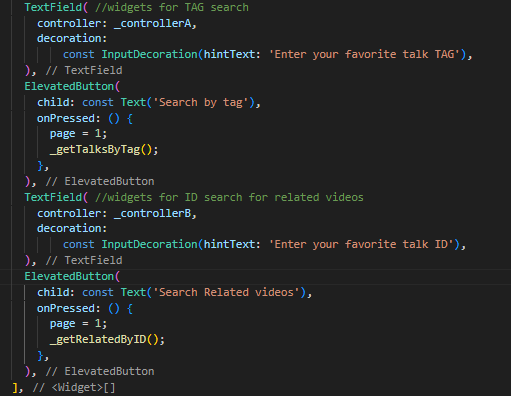 TextField( //widgets for TAG search
controller: _controllerA,
decoration:
const InputDecoration(hintText: 'Enter your favorite talk TAG'),
), // TextField
ElevatedButton(
child: const Text('Search by tag'),
onPressed: () {
page = 1;
_getTalksByTag();
},
), // ElevatedButton
TextField( //widgets for ID search for related videos
controller: _controllerB,
decoration:
const InputDecoration(hintText: 'Enter your favorite talk ID'),
), // TextField
ElevatedButton(
child: const Text('Search Related videos'),
onPressed: () {
page = 1;
_getRelatedByID();
},
), // ElevatedButton
], // <Widget>[]